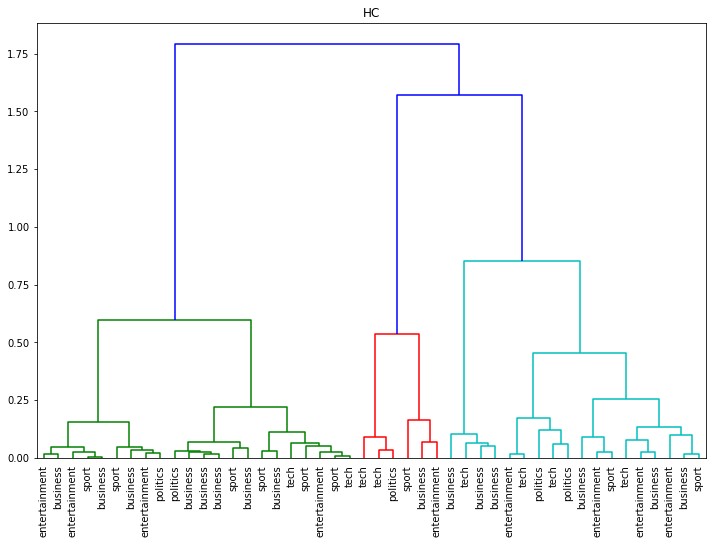 HC
1.75
1.50
1.25
1.00
0.75
0.50
0.25
0.00
entertainment
business
entertainment
sport
business
sport
business
entertainment
politics
politics
business
business
business
sport
business
sport
business
tech
sport
entertainment
sport
tech
tech
tech
politics
sport
business
entertainment
business
tech
business
business
entertainment
tech
politics
tech
politics
business
entertainment
sport
tech
entertainment
business
entertainment
business
sport